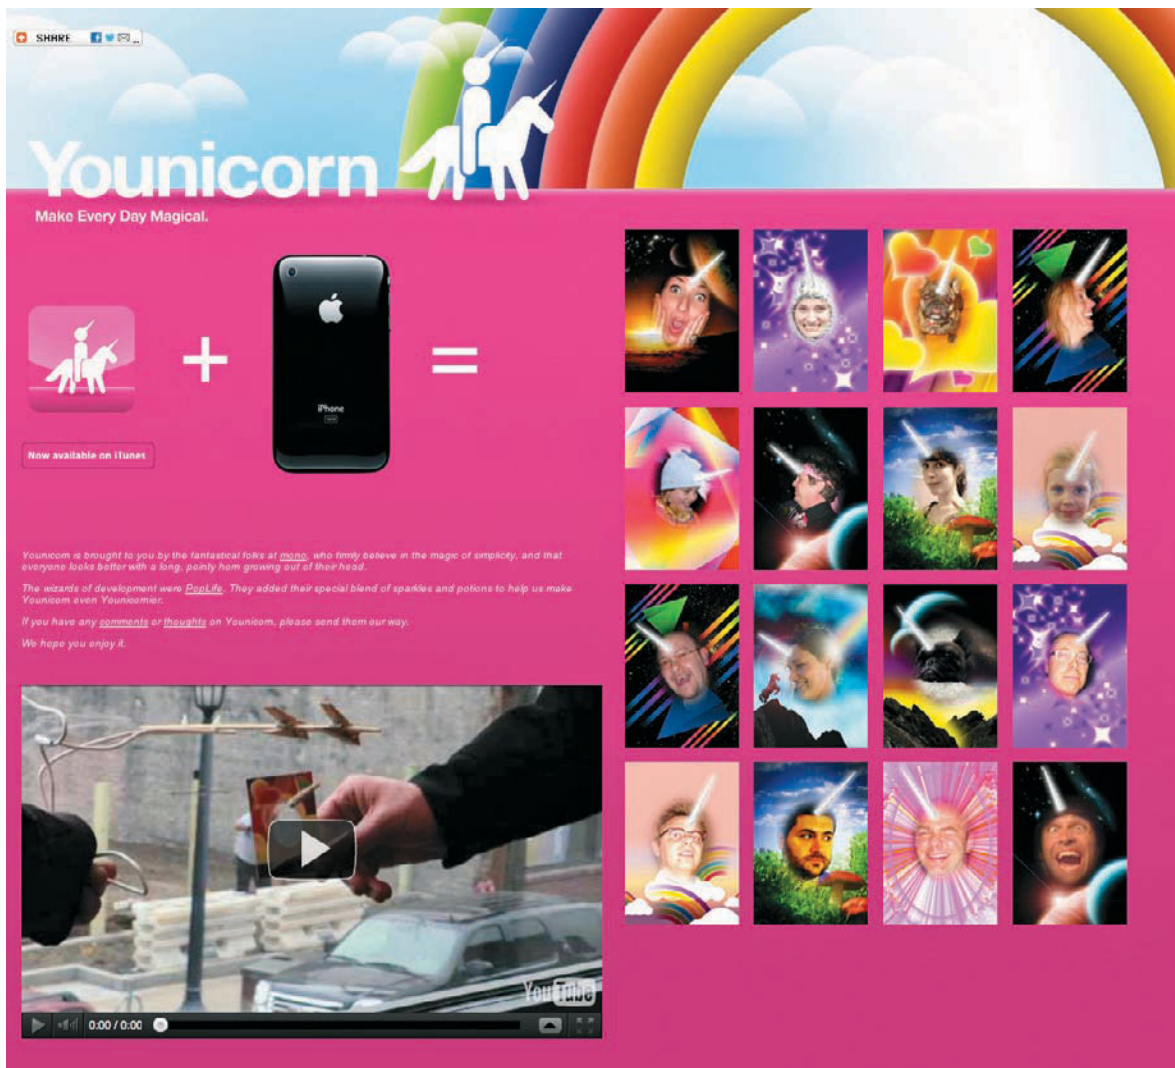 SHARE
Younicorn
Make Every Day Magical.
+
=
iPhone
Now available on iTunes
Younicorn is brought to you by the fantastical folks at mono, who firmly believe in the magic of simplicity, and that
everyone looks better with a long, pointy horn growing out of their head.
The wizards of development were PopLife. They added their special blend of sparkles and potions to help us make
Younicorn even Younicornier.
If you have any comments or thoughts on Younicorn, please send them our way.
We hope you enjoy it.
YouTube
0:00 / 0:00